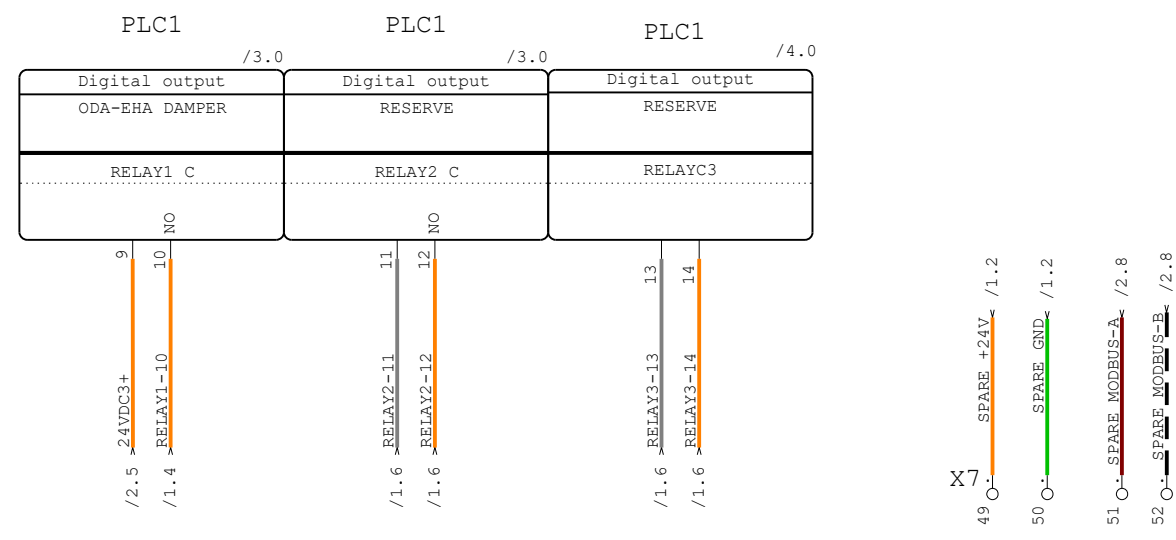 PLC1
PLC1
PLC1
/3.0
/3.0
/4.0
Digital output
Digital output
Digital output
ODA-EHA DAMPER
RESERVE
RESERVE
RELAY1 C
RELAY2 C
RELAYC3
NO
NO
9
10
11
12
13
14
24VDC3+
RELAY1-10
RELAY2-11
RELAY2-12
RELAY3-13
RELAY3-14
/2.5
/1.4
/1.6
/1.6
/1.6
/1.6
/1.2
/1.2
/2.8
/2.8
SPARE +24V
SPARE GND
SPARE MODBUS-A
SPARE MODBUS-B
X7
49
50
51
52